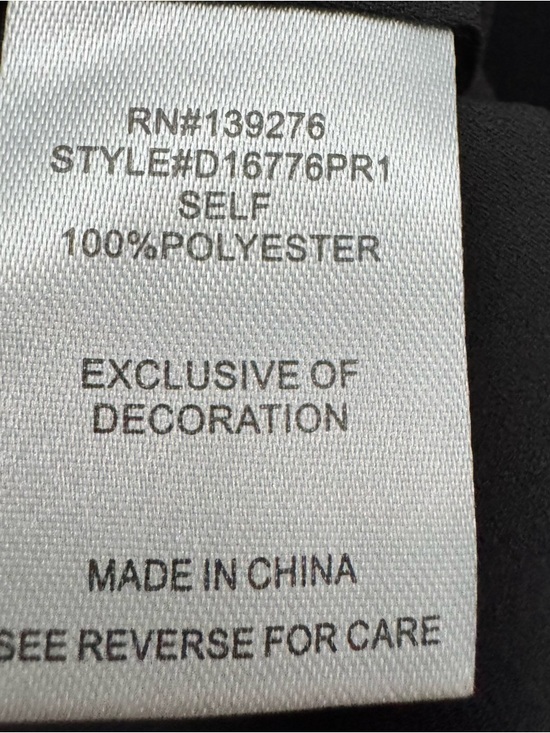 RN#139276
STYLE#D16776PR1
SELF
100%POLYESTER
EXCLUSIVE OF
DECORATION
MADE IN CHINA
SEE REVERSE FOR CARE